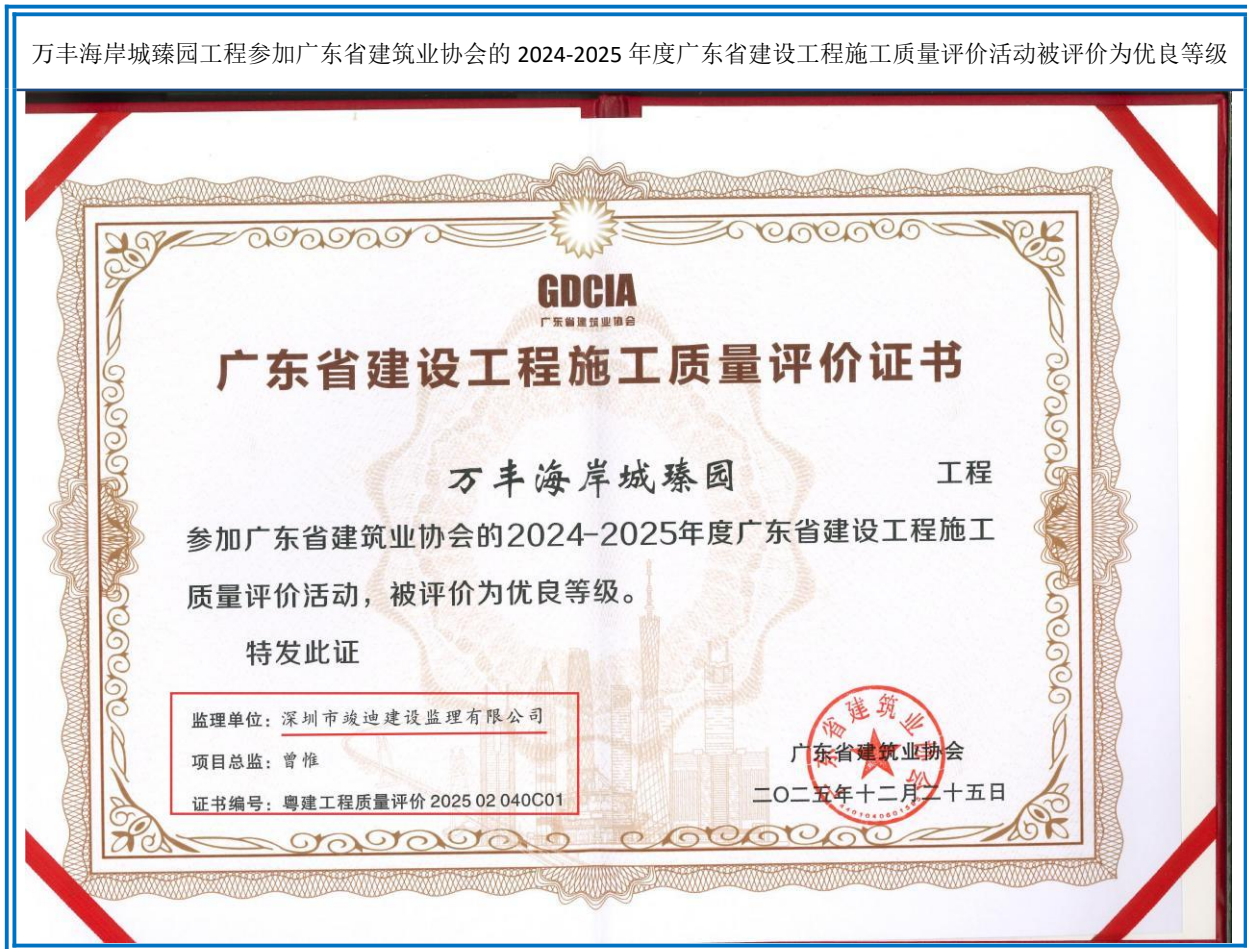 万丰海岸城臻园工程参加广东省建筑业协会的 2024-2025 年度广东省建设工程施工质量评价活动被评价为优良等级
GDCIA
广东省建筑业协会
广东省建设工程施工质量评价证书
万丰海岸城臻园 工程
参加广东省建筑业协会的2024-2025年度广东省建设工程施工
质量评价活动，被评价为优良等级。
特发此证
监理单位：深圳市竣迪建设监理有限公司
项目总监：曾惟
证书编号：粤建工程质量评价 2025 02 040C01
广东省建筑业协会
广东省建筑业协会
二〇二五年十二月二十五日